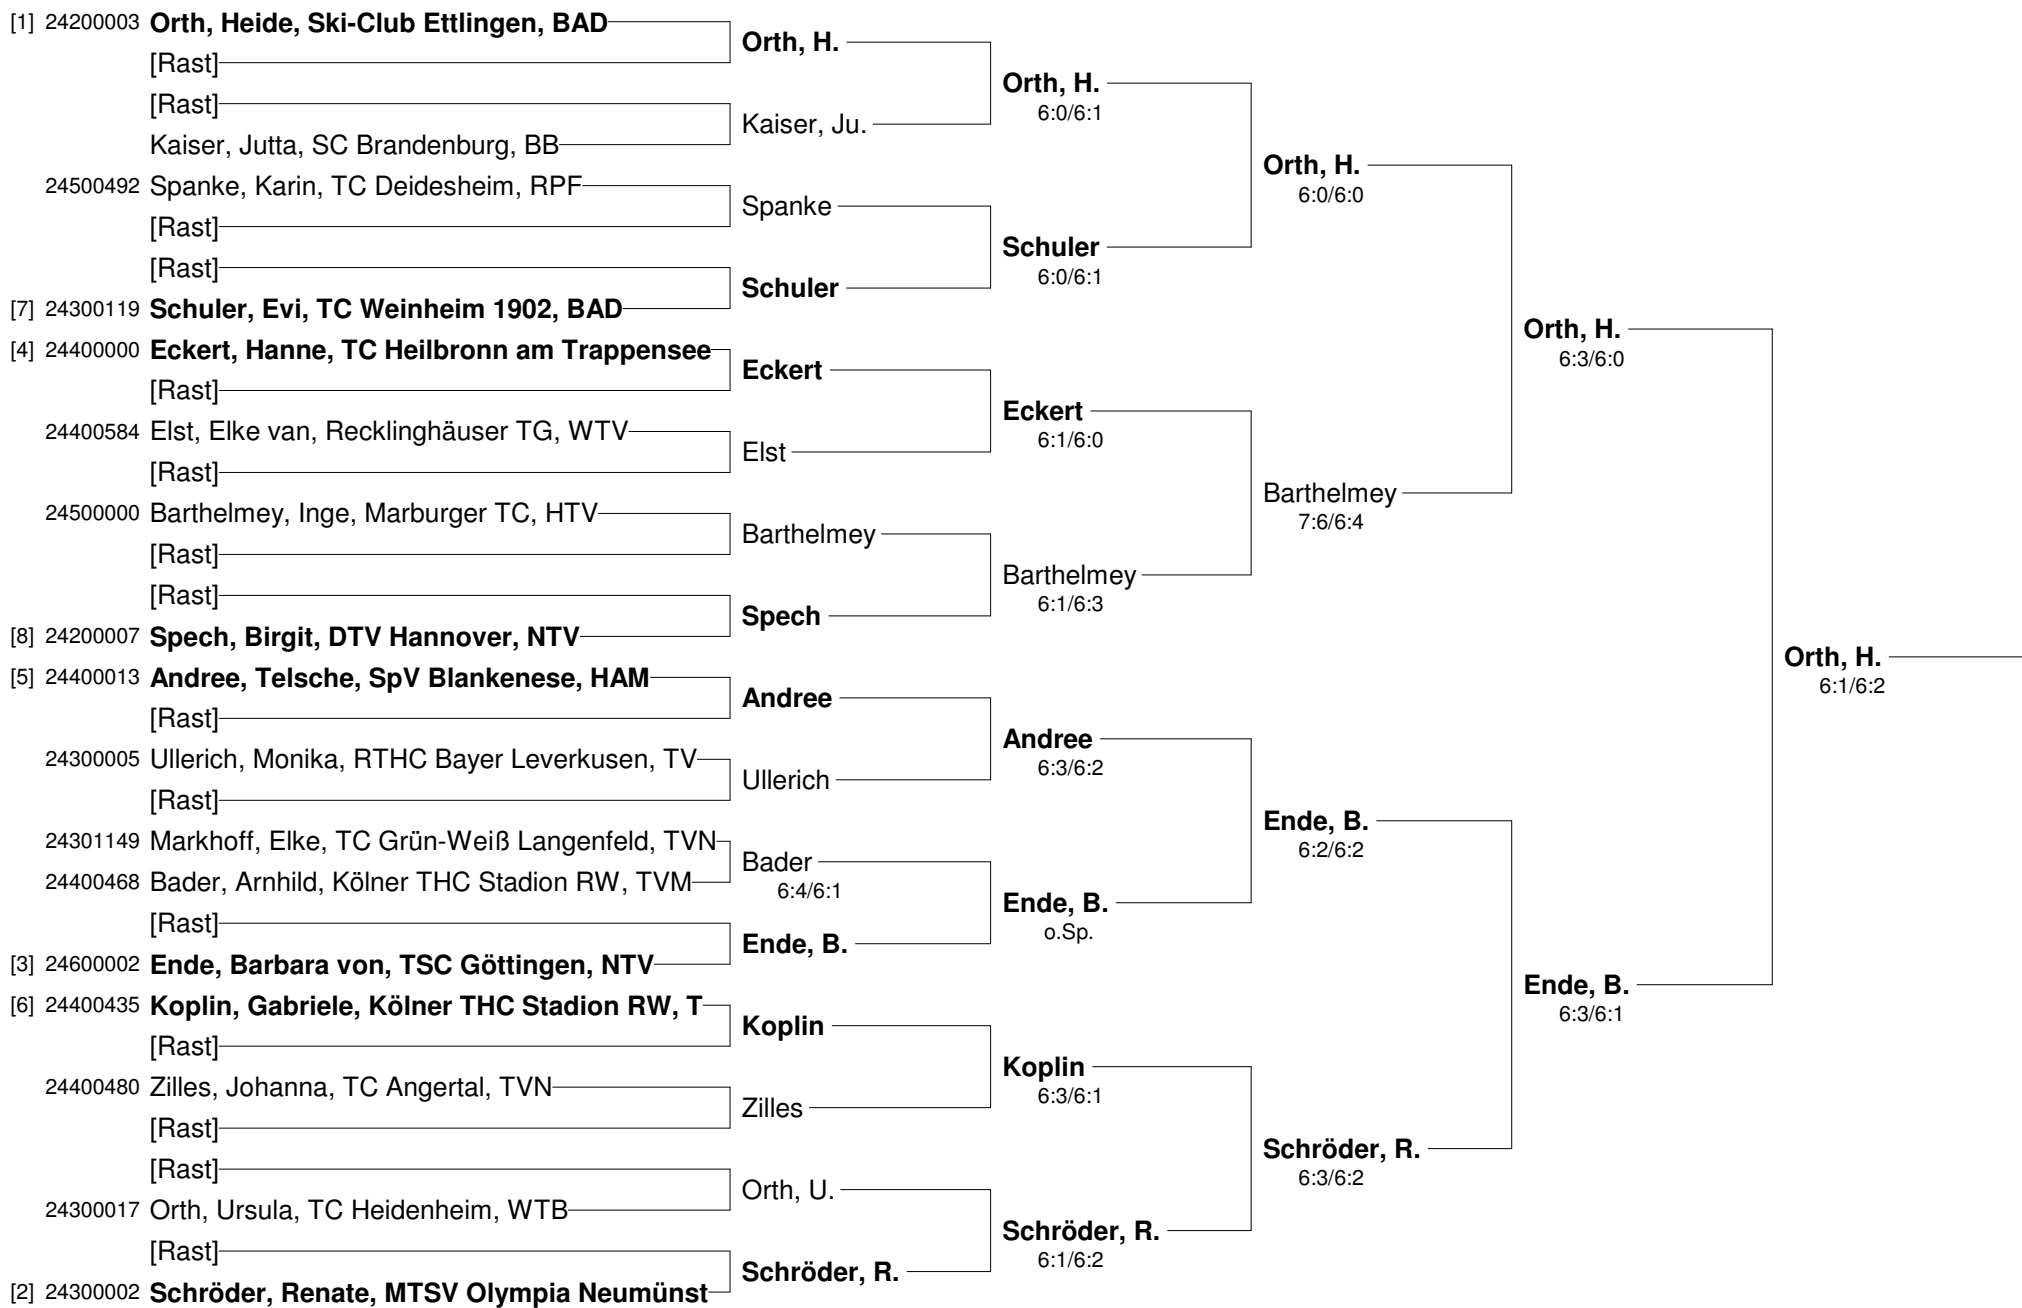 [1] 24200003 Orth, Heide, Ski-Club Ettlingen, BAD
[Rast]
[Rast]
Kaiser, Jutta, SC Brandenburg, BB
24500492 Spanke, Karin, TC Deidesheim, RPF
[Rast]
[Rast]
[7] 24300119 Schuler, Evi, TC Weinheim 1902, BAD
[4] 24400000 Eckert, Hanne, TC Heilbronn am Trappensee
[Rast]
24400584 Elst, Elke van, Recklinghäuser TG, WTV
[Rast]
24500000 Barthelmey, Inge, Marburger TC, HTV
[Rast]
[Rast]
[8] 24200007 Spech, Birgit, DTV Hannover, NTV
[5] 24400013 Andree, Telsche, SpV Blankenese, HAM
[Rast]
24300005 Ullerich, Monika, RTHC Bayer Leverkusen, TV
[Rast]
24301149 Markhoff, Elke, TC Grün-Weiß Langenfeld, TVN
24400468 Bader, Arnhild, Kölner THC Stadion RW, TVM
[Rast]
[3] 24600002 Ende, Barbara von, TSC Göttingen, NTV
[6] 24400435 Koplin, Gabriele, Kölner THC Stadion RW, T
[Rast]
24400480 Zilles, Johanna, TC Angertal, TVN
[Rast]
[Rast]
24300017 Orth, Ursula, TC Heidenheim, WTB
[Rast]
[2] 24300002 Schröder, Renate, MTSV Olympia Neumünst
Orth, H.
Kaiser, Ju.
Spanke
Schuler
Eckert
Elst
Barthelmey
Spech
Andree
Ullerich
Bader
6:4/6:1
Ende, B.
Koplin
Zilles
Orth, U.
Schröder, R.
Orth, H.
6:0/6:1
Schuler
6:0/6:1
Eckert
6:1/6:0
Barthelmey
6:1/6:3
Andree
6:3/6:2
Ende, B.
o.Sp.
Koplin
6:3/6:1
Schröder, R.
6:1/6:2
Orth, H.
6:0/6:0
Barthelmey
7:6/6:4
Ende, B.
6:2/6:2
Schröder, R.
6:3/6:2
Orth, H.
6:3/6:0
Ende, B.
6:3/6:1
Orth, H.
6:1/6:2